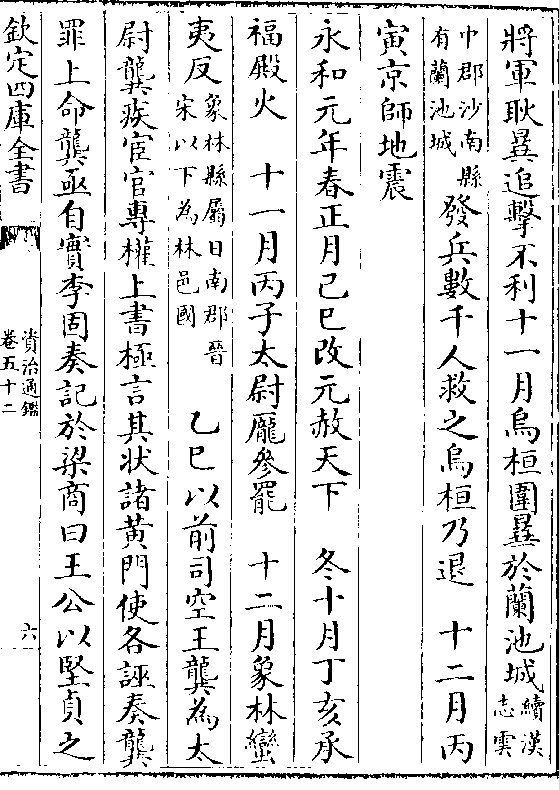 將軍耿曅追擊不利十一月烏桓圍曅於蘭池城續漢志雲
中郡沙南縣有蘭池城發兵數千人救之烏桓乃退　十二月丙
寅京師地震
永和元年春正月己巳改元赦天下　冬十月丁亥承
福殿火　十一月丙子太尉龐參罷　十二月象林蠻
夷反象林縣屬日南郡晉宋以下為林邑國　乙巳以前司空王龔為太
尉龔疾宦官專權上書極言其狀諸黃門使各誣奏龔
罪上命龔亟自實李固奏記於梁商曰王公以堅貞之
欽定四庫全書
資治通鑑
卷五十二
六